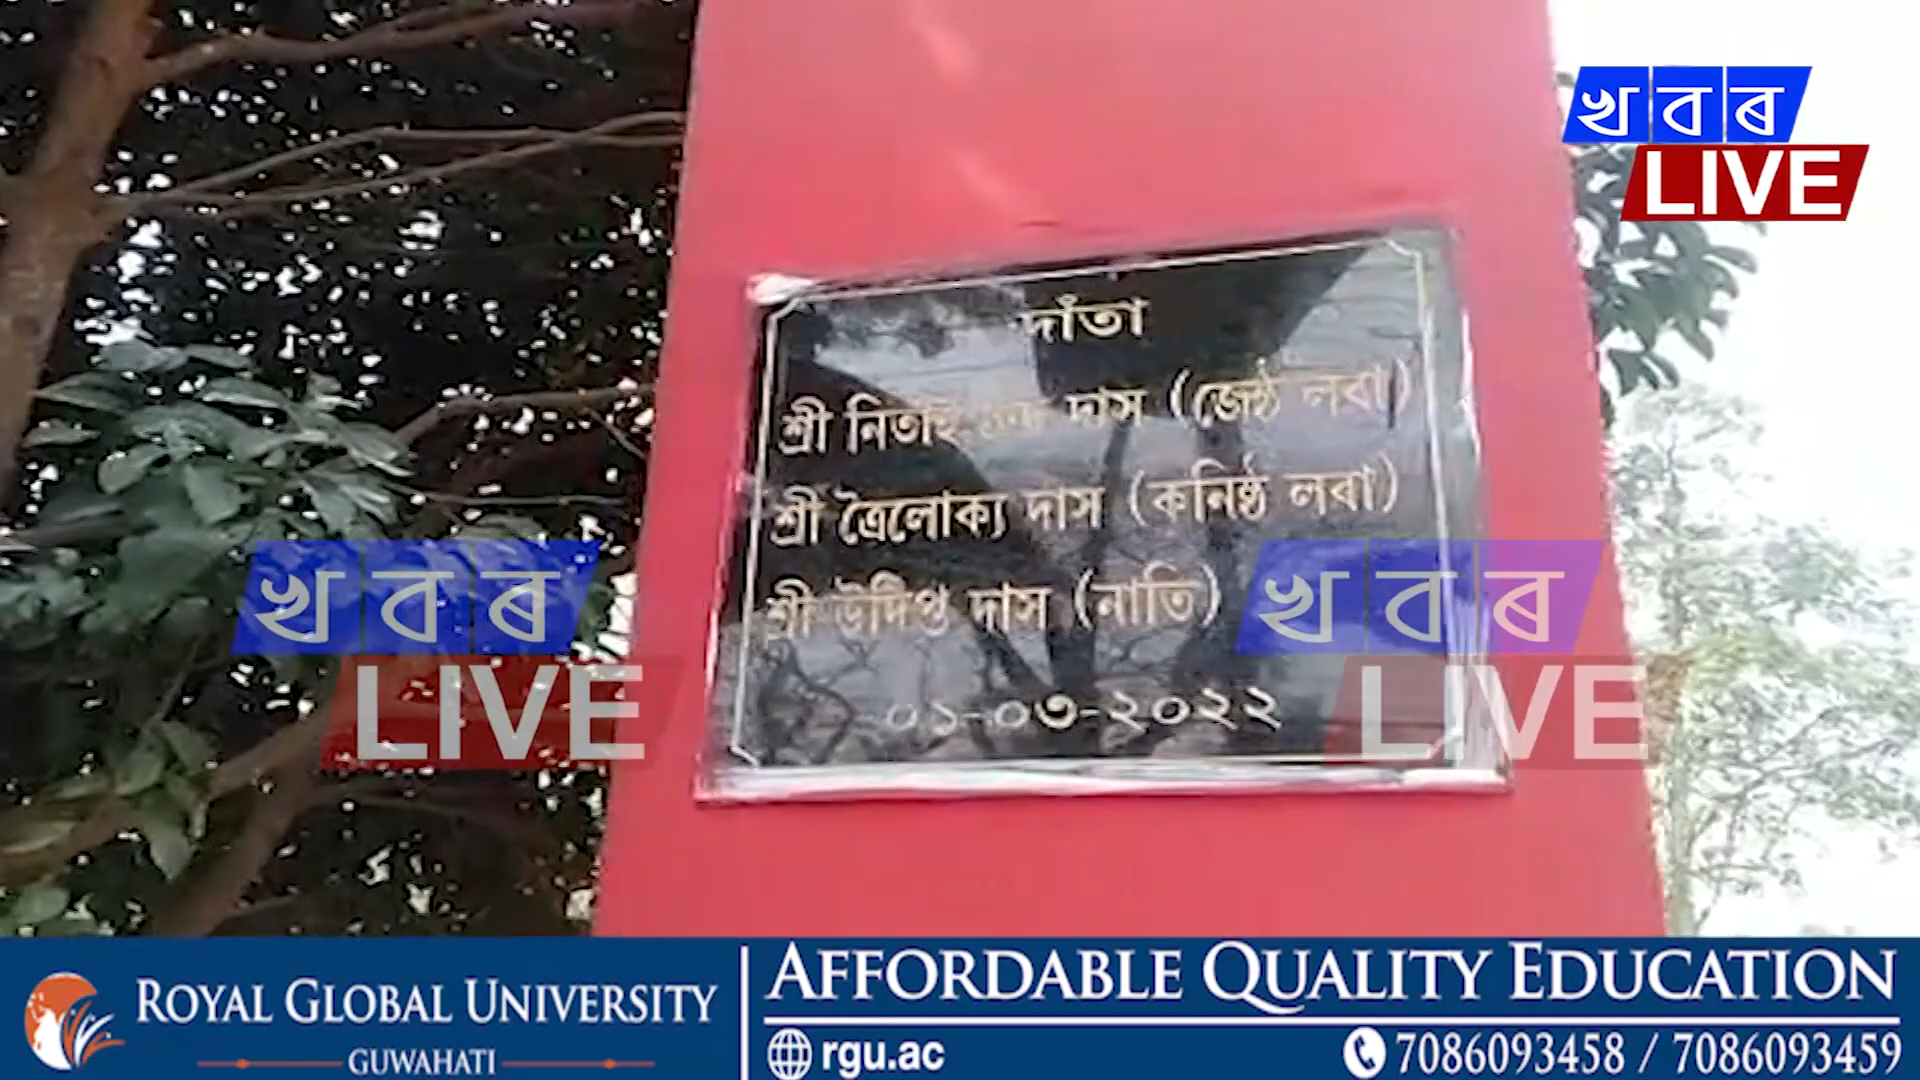 খবৰ
LIVE
দাঁতা
শ্ৰী নিতাই দাস (জেষ্ঠ লৰা)
শ্ৰী ত্ৰৈলোক্য দাস (কনিষ্ঠ লৰা)
শ্ৰী উদিপ্ত দাস (নাতি)
০১-০৩-২০২২
খবৰ
LIVE
খবৰ
LIVE
ROYAL GLOBAL UNIVERSITY
GUWAHATI
AFFORDABLE QUALITY EDUCATION
rgu.ac
7086093458 / 7086093459